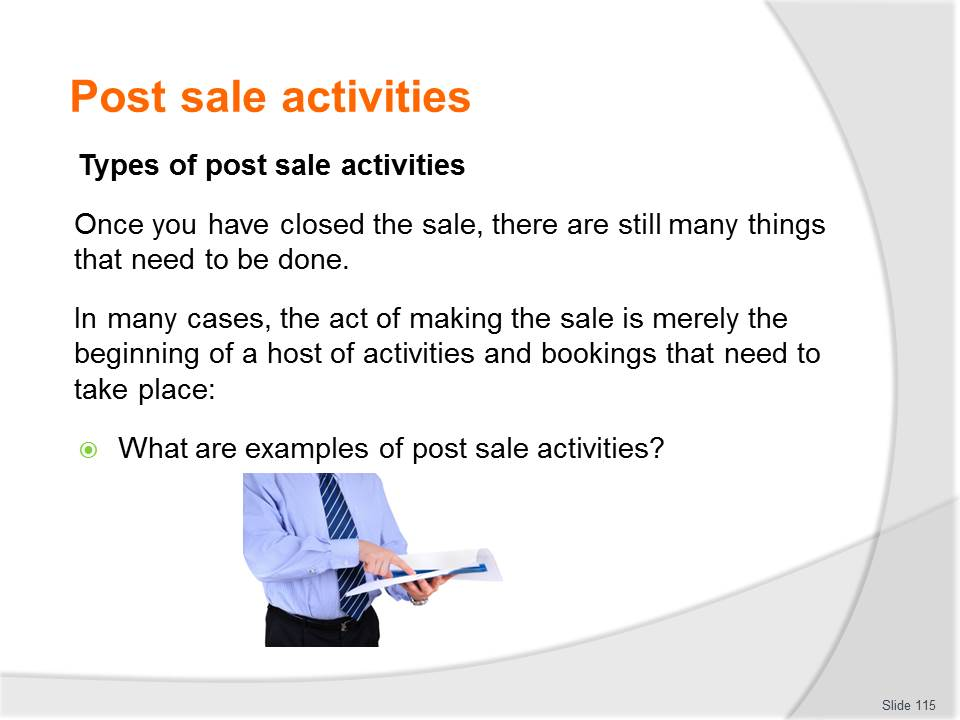 Post sale activities
Types of post sale activities
Once you have closed the sale, there are still many things
that need to be done.
In many cases, the act of making the sale is merely the
beginning of a host of activities and bookings that need to
take place:
What are examples of post sale activities?
Slide 115